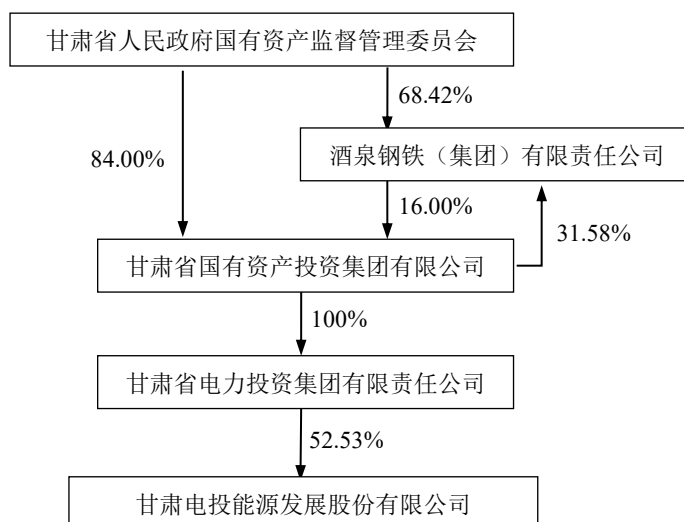 甘肃省人民政府国有资产监督管理委员会
68.42%
84.00%
酒泉钢铁（集团）有限责任公司
16.00%
31.58%
甘肃省国有资产投资集团有限公司
100%
甘肃省电力投资集团有限责任公司
52.53%
甘肃电投能源发展股份有限公司